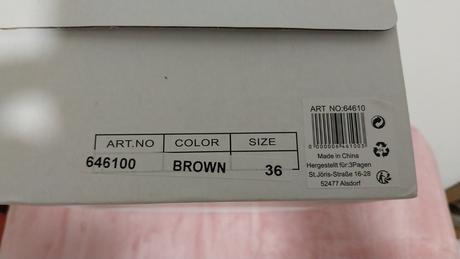 ART.NO COLOR SIZE
646100 BROWN 36
ART NO:64610
Made in China
Hergestellt für:3Pagen
St.Jöris-Straße 16-28
52477 Alsdorf